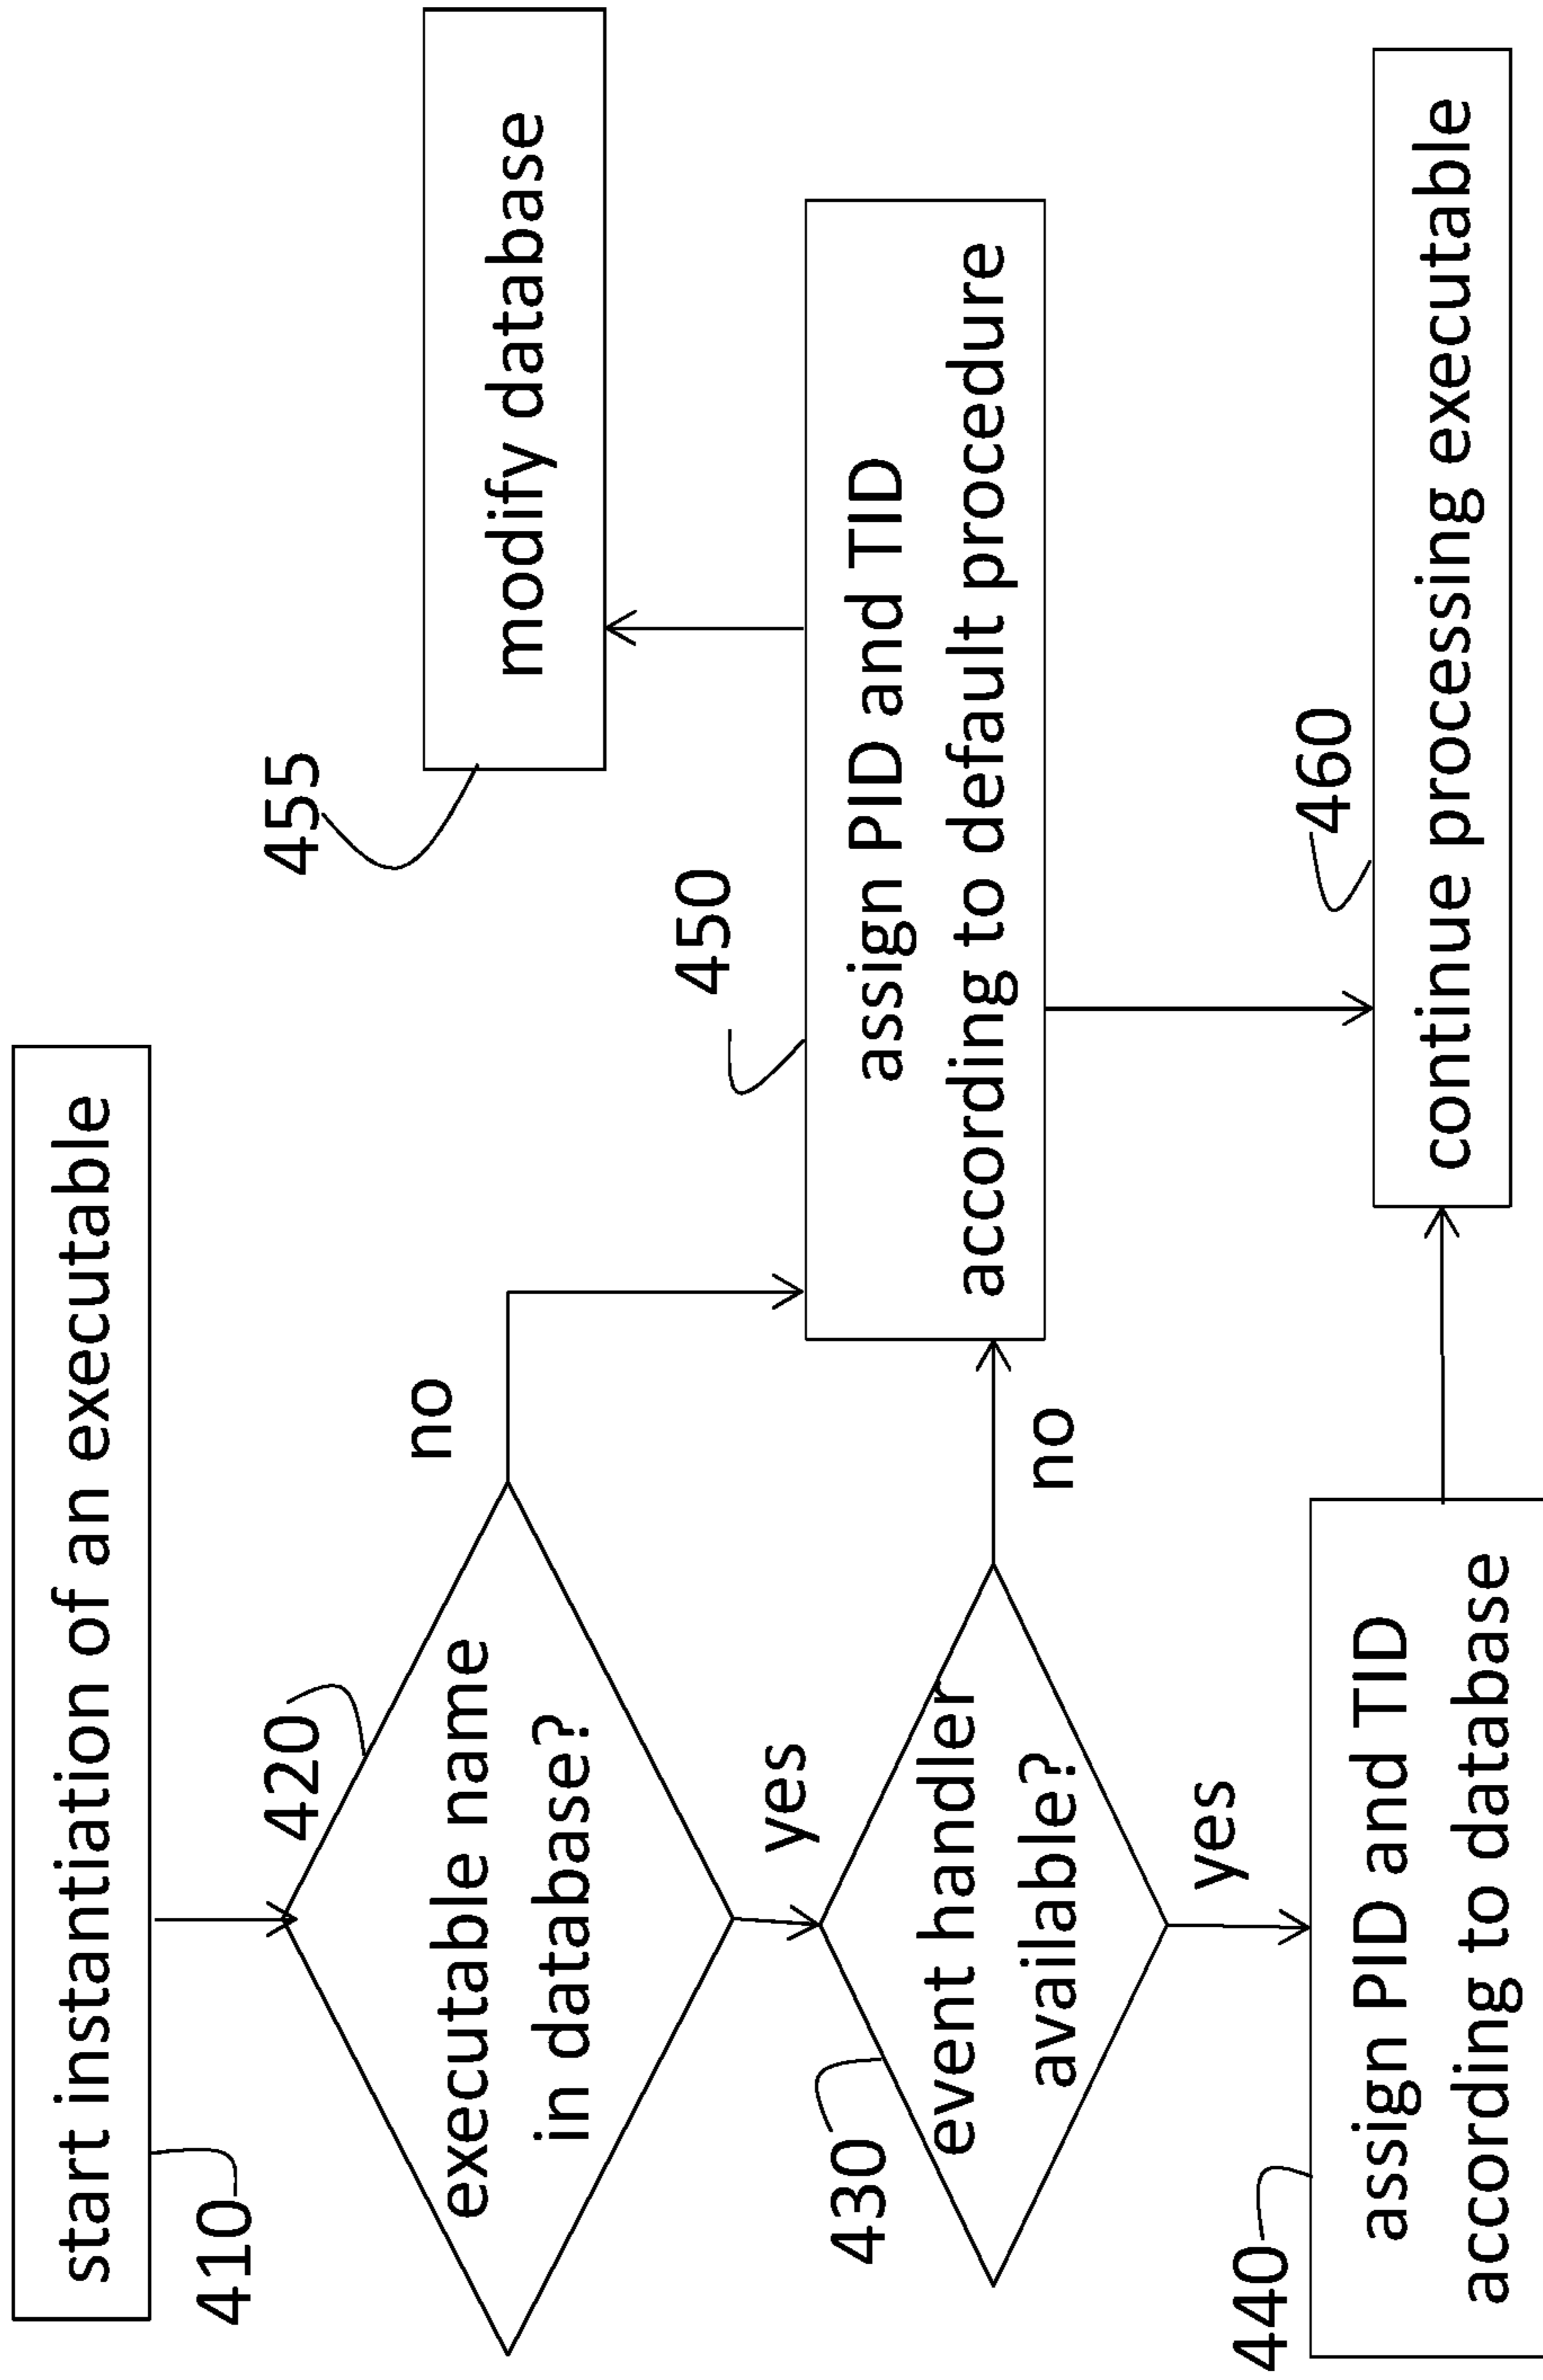 start instantiation of an executable
410
420
executable name
in database?
no
yes
430
event handler
available?
no
yes
440
assign PID and TID
according to database
455
modify database
450
assign PID and TID
according to default procedure
460
continue processing executable